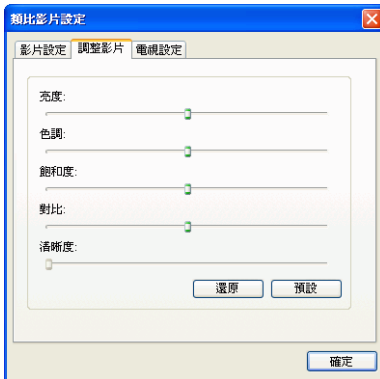 類比影片設定
影片設定 調整影片 電視設定
亮度:
色調:
飽和度:
對比:
清晰度:
還原 預設
確定